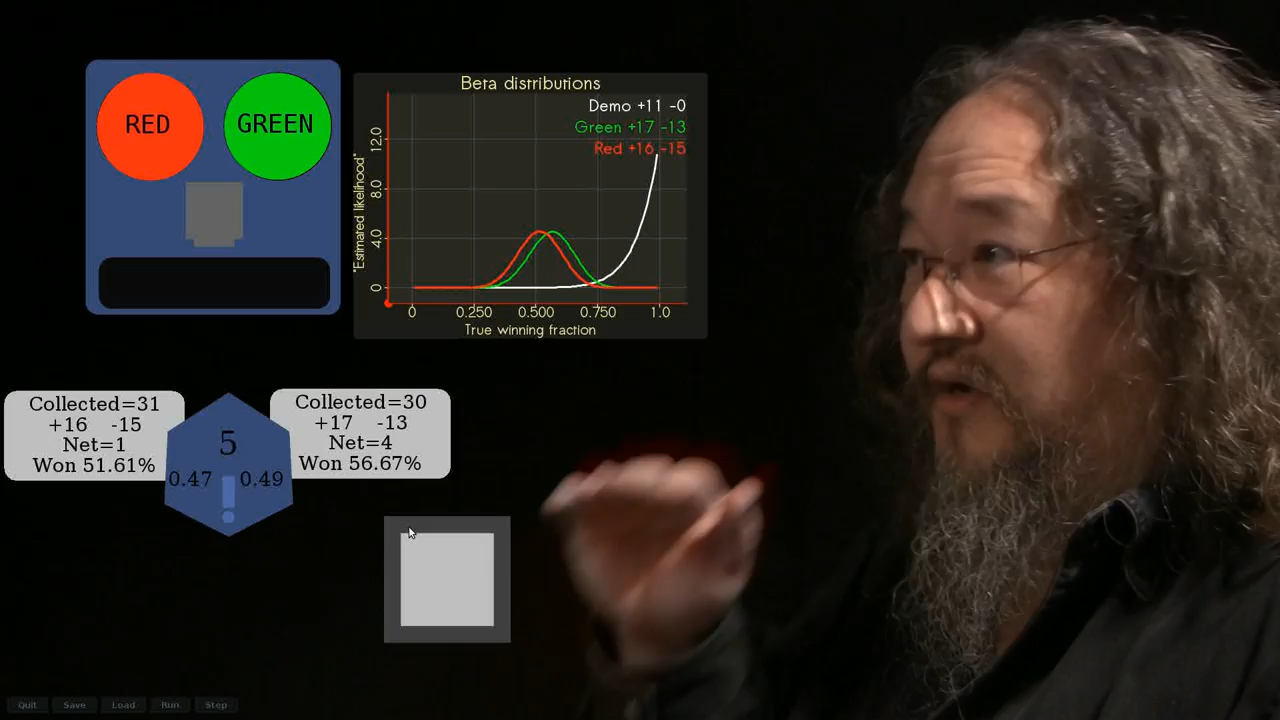 RED
GREEN
Beta distributions
Demo +11 -0
Green +17 -13
Red +16 -15
12.0
8.0
4.0
0
"Estimated likelihood"
0 0.250 0.500 0.750 1.0
True winning fraction
Collected=31
+16 -15
Net=1
Won 51.61%
5
0.47 0.49
!
Collected=30
+17 -13
Net=4
Won 56.67%
Quit Save Load Run Step